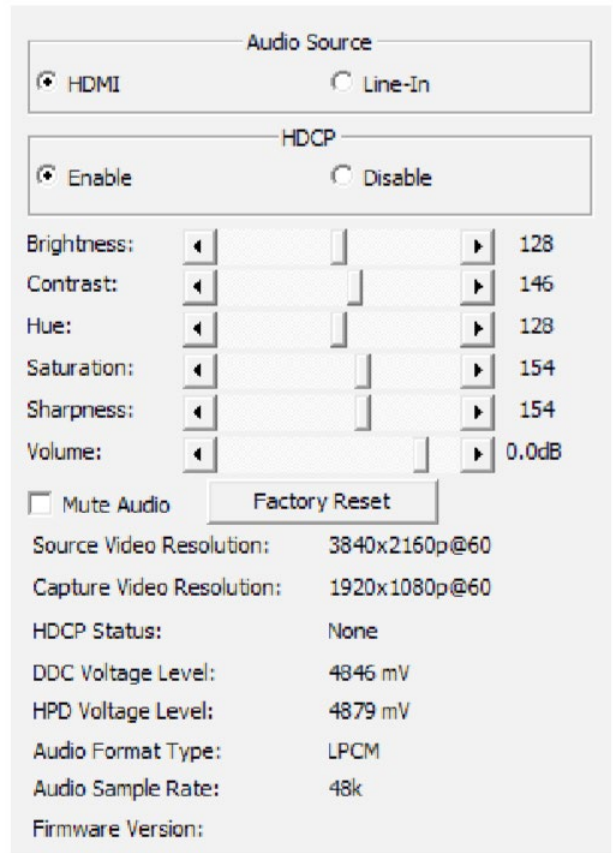 Audio Source
HDMI Line-In
HDCP
Enable Disable
Brightness: 128
Contrast: 146
Hue: 128
Saturation: 154
Sharpness: 154
Volume: 0.0dB
Mute Audio Factory Reset
Source Video Resolution: 3840x2160p@60
Capture Video Resolution: 1920x1080p@60
HDCP Status: None
DDC Voltage Level: 4846 mV
HPD Voltage Level: 4879 mV
Audio Format Type: LPCM
Audio Sample Rate: 48k
Firmware Version: